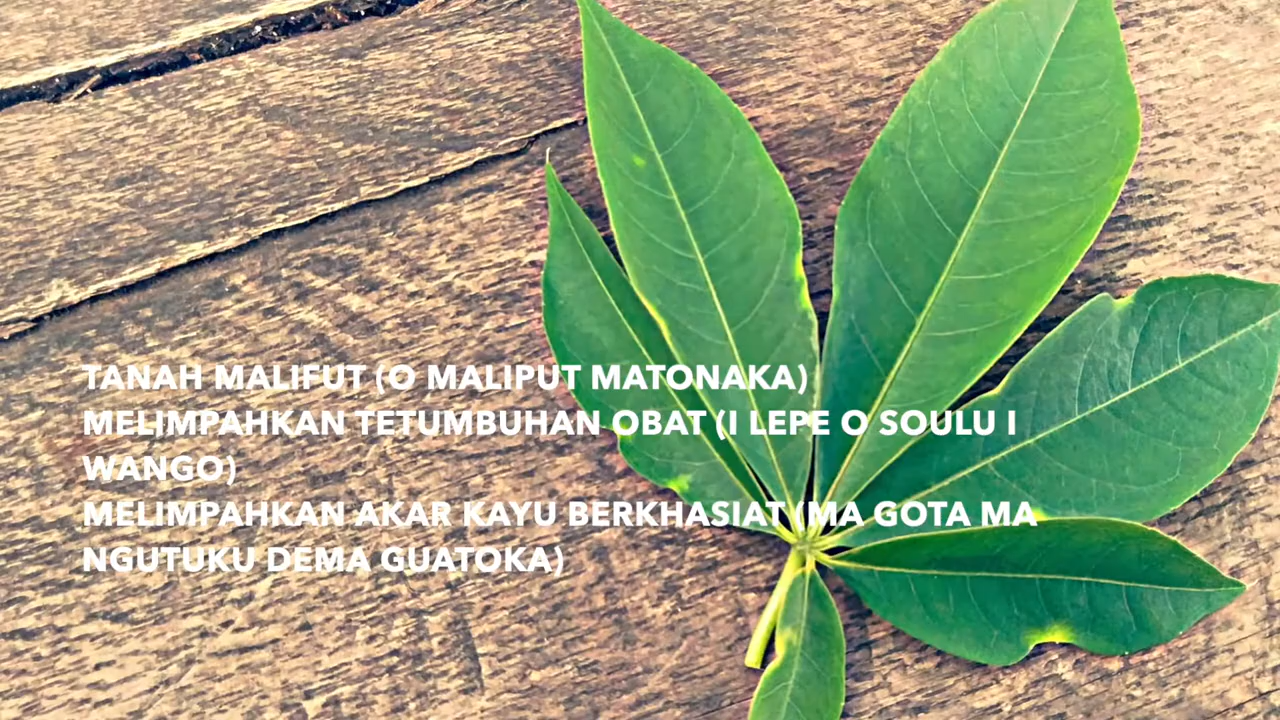 TANAH MALIFUT (O MALIPUT MATONAKA)
MELIMPAHKAN TETUMBUHAN OBAT (I LEPE O SOULU I
WANGO)
MELIMPAHKAN AKAR KAYU BERKHASIAT (MA GOTA MA
NGUTUKU DEMA GUATOKA)